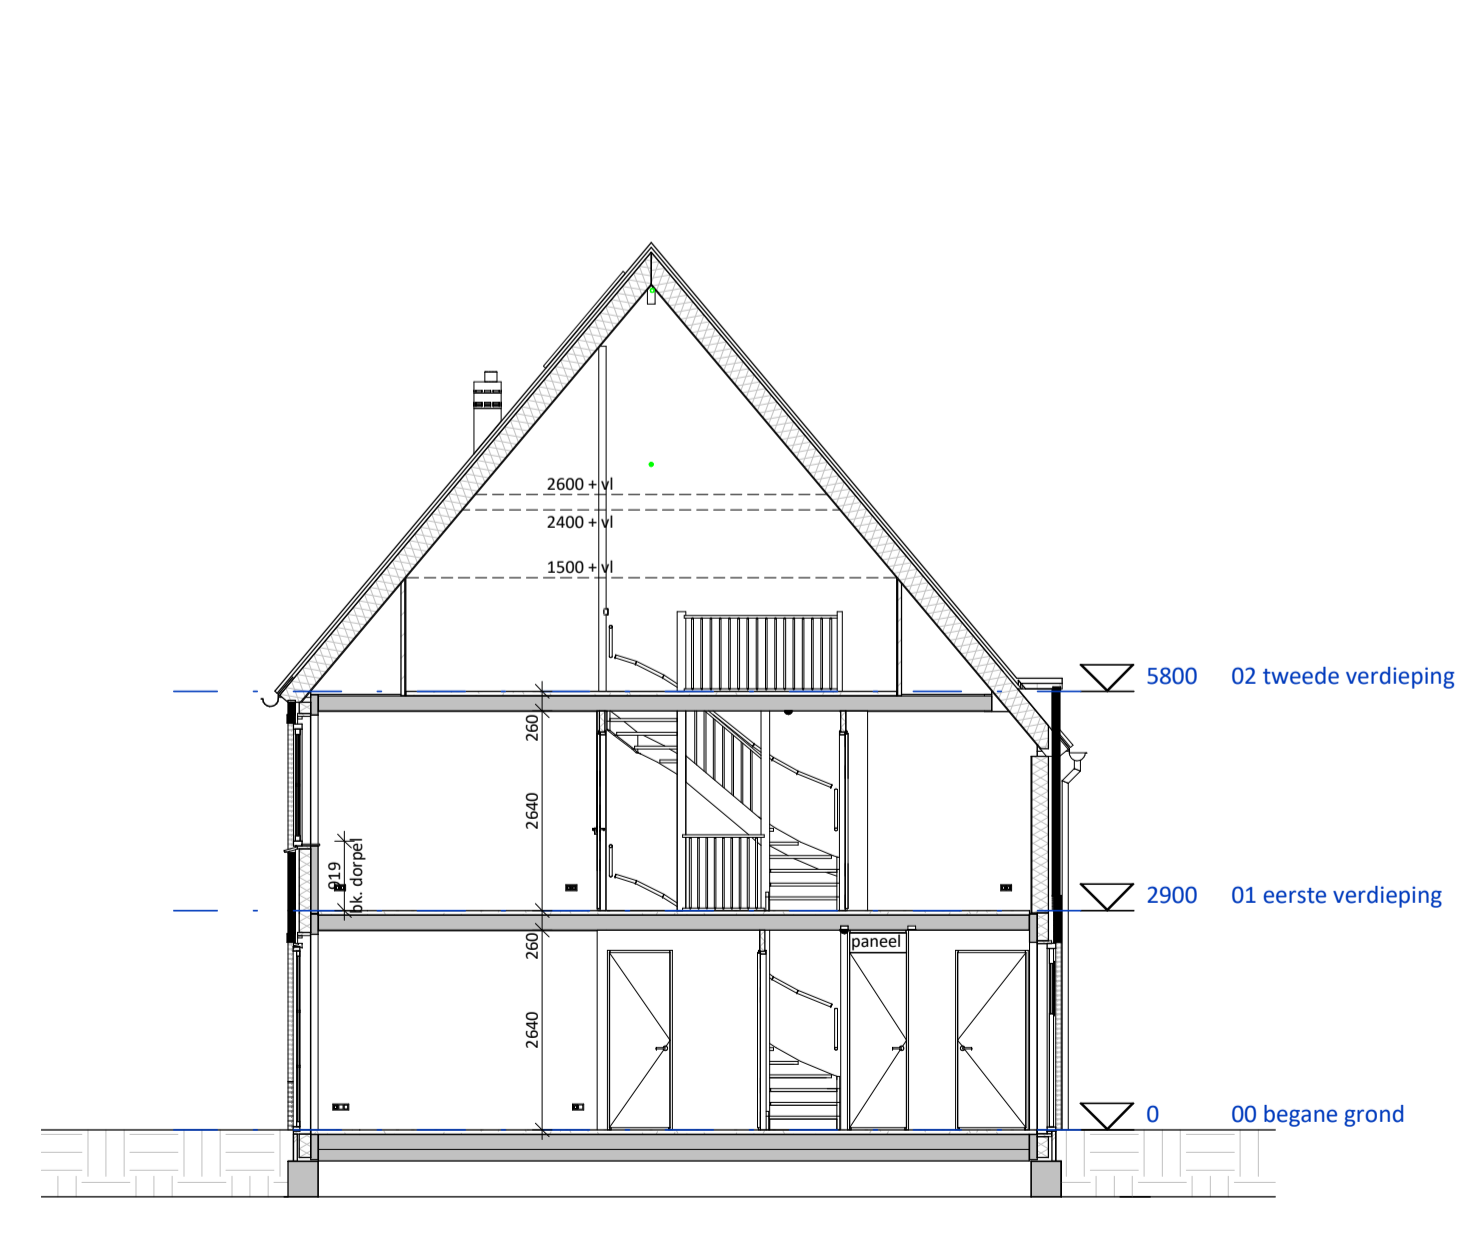 2600 + vl
2400 + vl
1500 + vl
5800 02 tweede verdieping
260
2640
919
bk. dorpel
2900 01 eerste verdieping
260
paneel
2640
0 00 begane grond